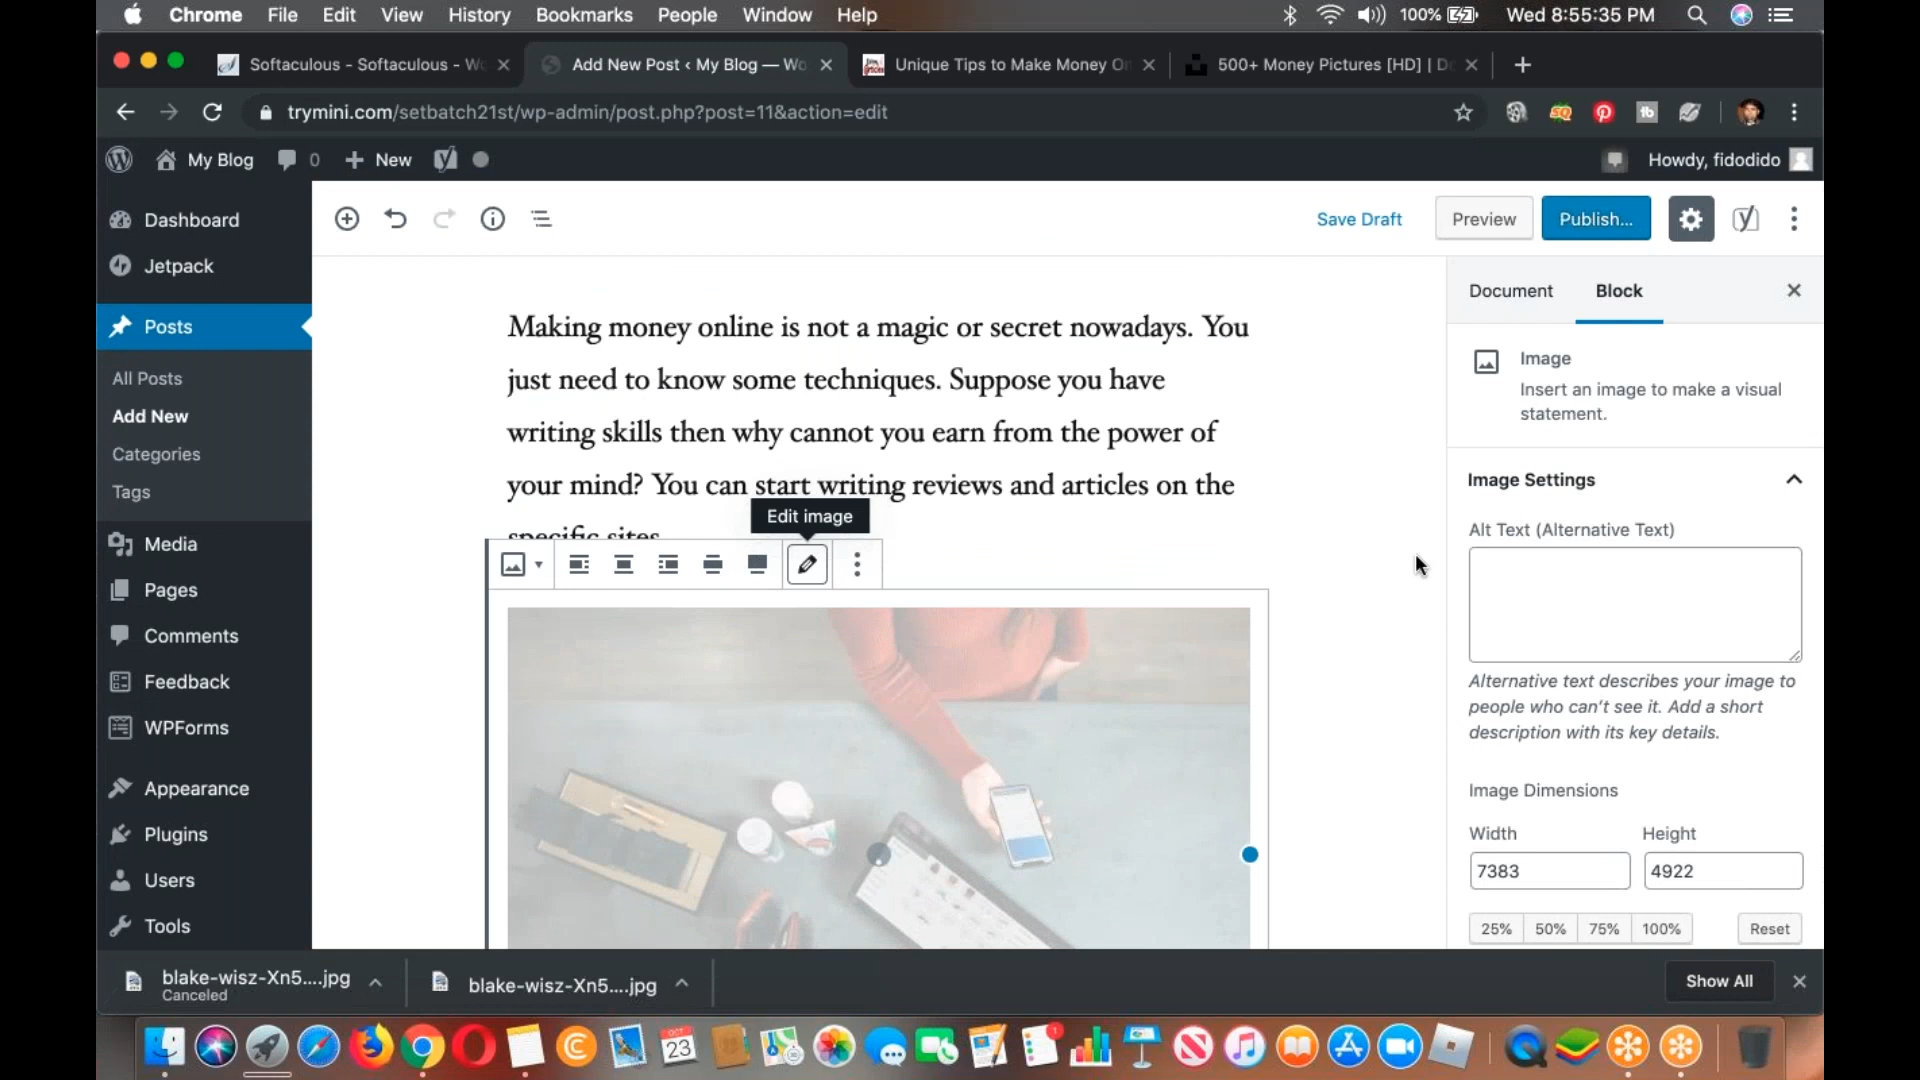 Chrome File Edit View History Bookmarks People Window Help 100% Wed 8:55:35 PM
Softaculous - Softaculous - Wo
Add New Post ‹ My Blog — Wo
Unique Tips to Make Money On
500+ Money Pictures [HD] | Do
trymini.com/setbatch21st/wp-admin/post.php?post=11&action=edit
My Blog 0 New Howdy, fidodido
Dashboard
Jetpack
Posts
All Posts
Add New
Categories
Tags
Media
Pages
Comments
Feedback
WPForms
Appearance
Plugins
Users
Tools
Save Draft Preview Publish...
Making money online is not a magic or secret nowadays. You
just need to know some techniques. Suppose you have
writing skills then why cannot you earn from the power of
your mind? You can start writing reviews and articles on the
specific sites.
Edit image
Document Block
Image
Insert an image to make a visual
statement.
Image Settings
Alt Text (Alternative Text)
Alternative text describes your image to
people who can't see it. Add a short
description with its key details.
Image Dimensions
Width Height
7383 4922
25% 50% 75% 100% Reset
blake-wisz-Xn5....jpg
Canceled
blake-wisz-Xn5....jpg
Show All
OCT
23
1